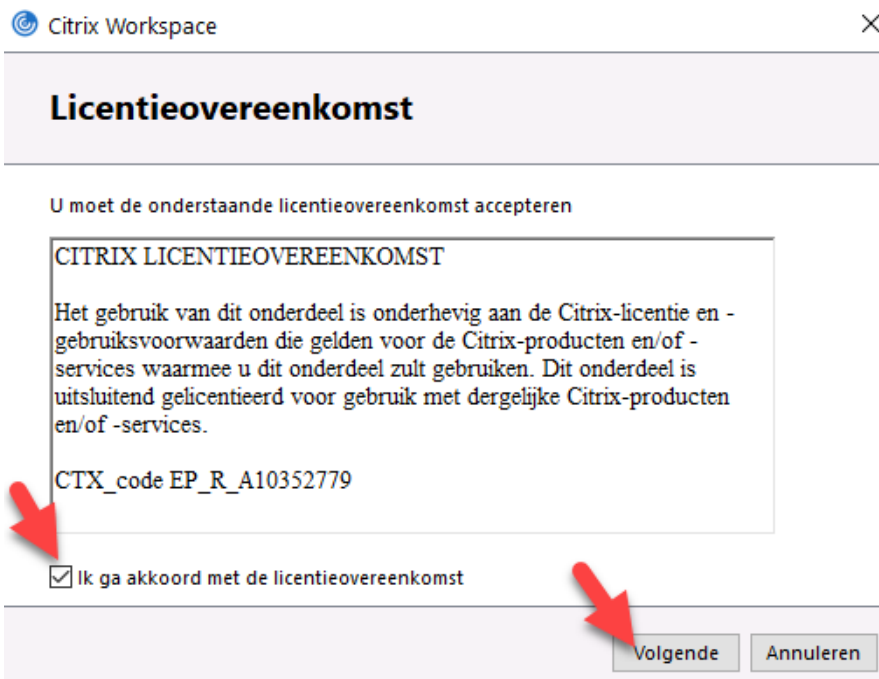 Citrix Workspace
Licentieovereenkomst
U moet de onderstaande licentieovereenkomst accepteren
CITRIX LICENTIEOVEREENKOMST
Het gebruik van dit onderdeel is onderhevig aan de Citrix-licentie en -
gebruiksvoorwaarden die gelden voor de Citrix-producten en/of -
services waarmee u dit onderdeel zult gebruiken. Dit onderdeel is
uitsluitend gelicentieerd voor gebruik met dergelijke Citrix-producten
en/of -services.
CTX_code EP_R_A10352779
Ik ga akkoord met de licentieovereenkomst
Volgende Annuleren